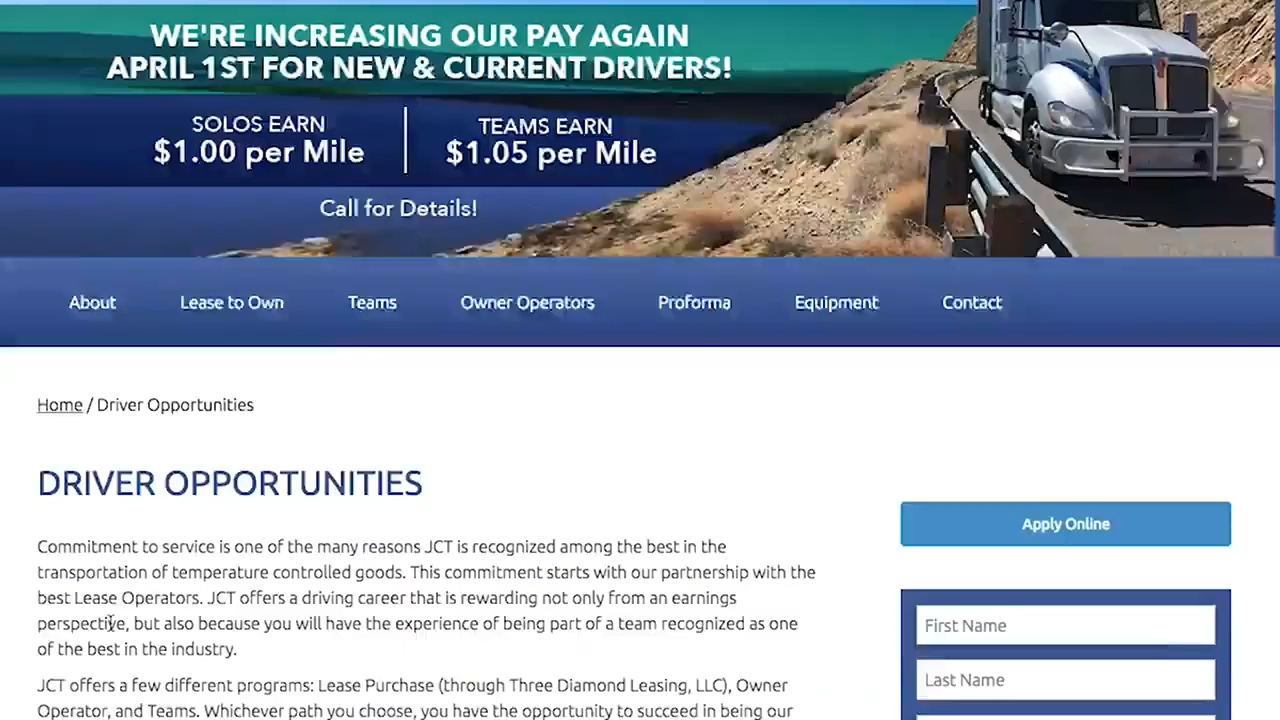 WE'RE INCREASING OUR PAY AGAIN
APRIL 1ST FOR NEW & CURRENT DRIVERS!
SOLOS EARN
$1.00 per Mile
TEAMS EARN
$1.05 per Mile
Call for Details!
About Lease to Own Teams Owner Operators Proforma Equipment Contact
Home / Driver Opportunities
DRIVER OPPORTUNITIES
Commitment to service is one of the many reasons JCT is recognized among the best in the
transportation of temperature controlled goods. This commitment starts with our partnership with the
best Lease Operators. JCT offers a driving career that is rewarding not only from an earnings
perspective, but also because you will have the experience of being part of a team recognized as one
of the best in the industry.
JCT offers a few different programs: Lease Purchase (through Three Diamond Leasing, LLC), Owner
Operator, and Teams. Whichever path you choose, you have the opportunity to succeed in being our
Apply Online
First Name
Last Name